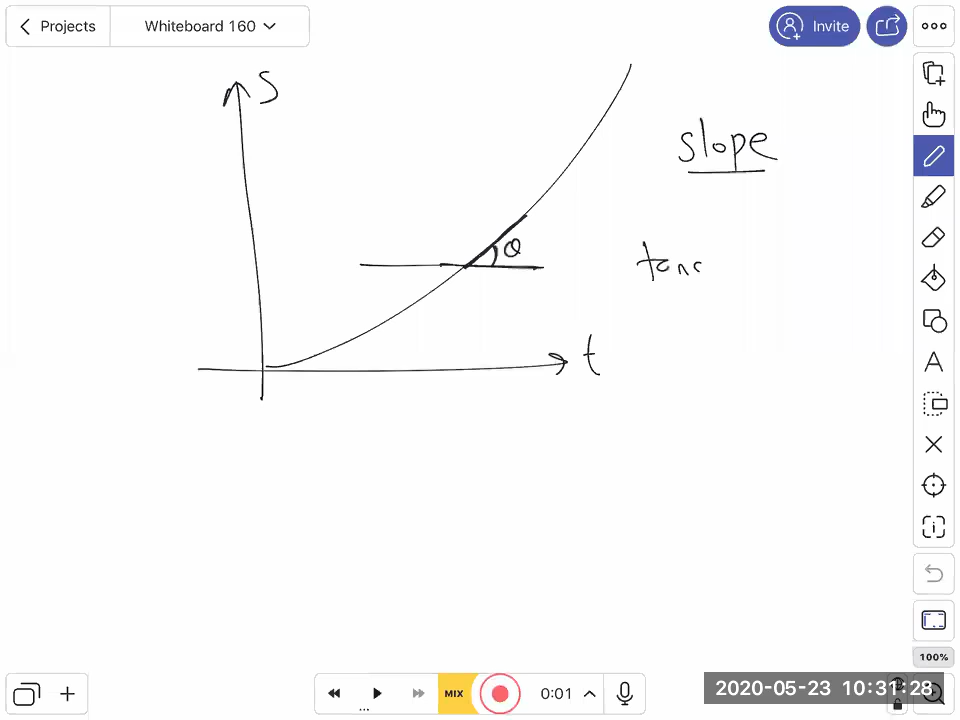 Projects
Whiteboard 160
Invite
S
slope
θ
tan
t
A
100%
MIX
0:01
2020-05-23 10:31:28